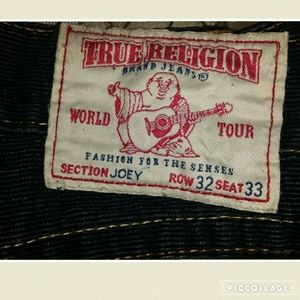 TRUE RELIGION
BRAND JEANS®
WORLD TOUR
FASHION FOR THE SENSES
SECTION JOEY ROW 32 SEAT 33
PICCOLLAGE